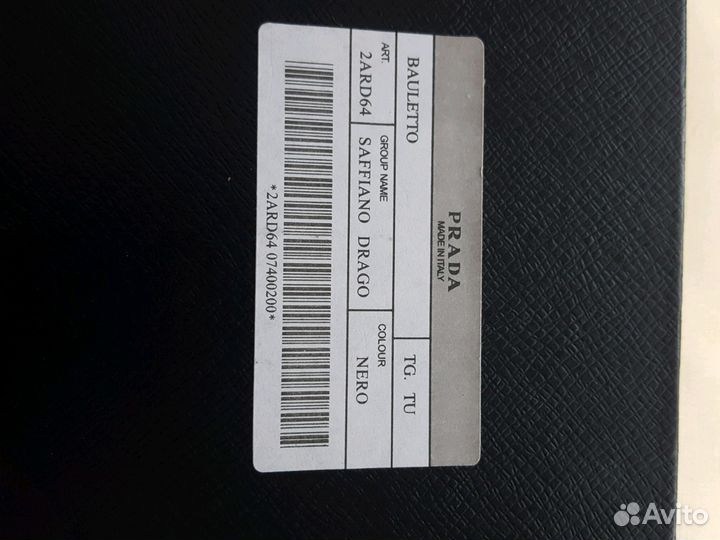 PRADA
MADE IN ITALY
BAULETTO TG. TU
ART. GROUP NAME COLOUR
2ARD64 SAFFIANO DRAGO NERO
*2ARD64 07400200*
Avito